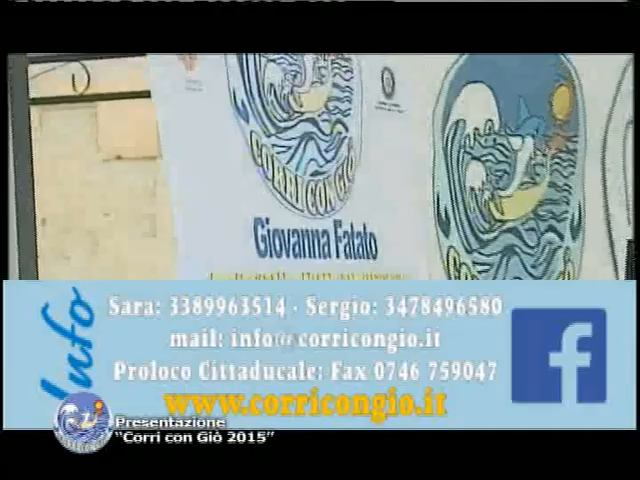 CORRI CON GIÒ
Giovanna Fatato
Info
Sara: 3389963514 - Sergio: 3478496580
mail: info@corricongio.it
Proloco Cittaducale: Fax 0746 759047
www.corricongio.it
f
Presentazione
"Corri con Giò 2015"